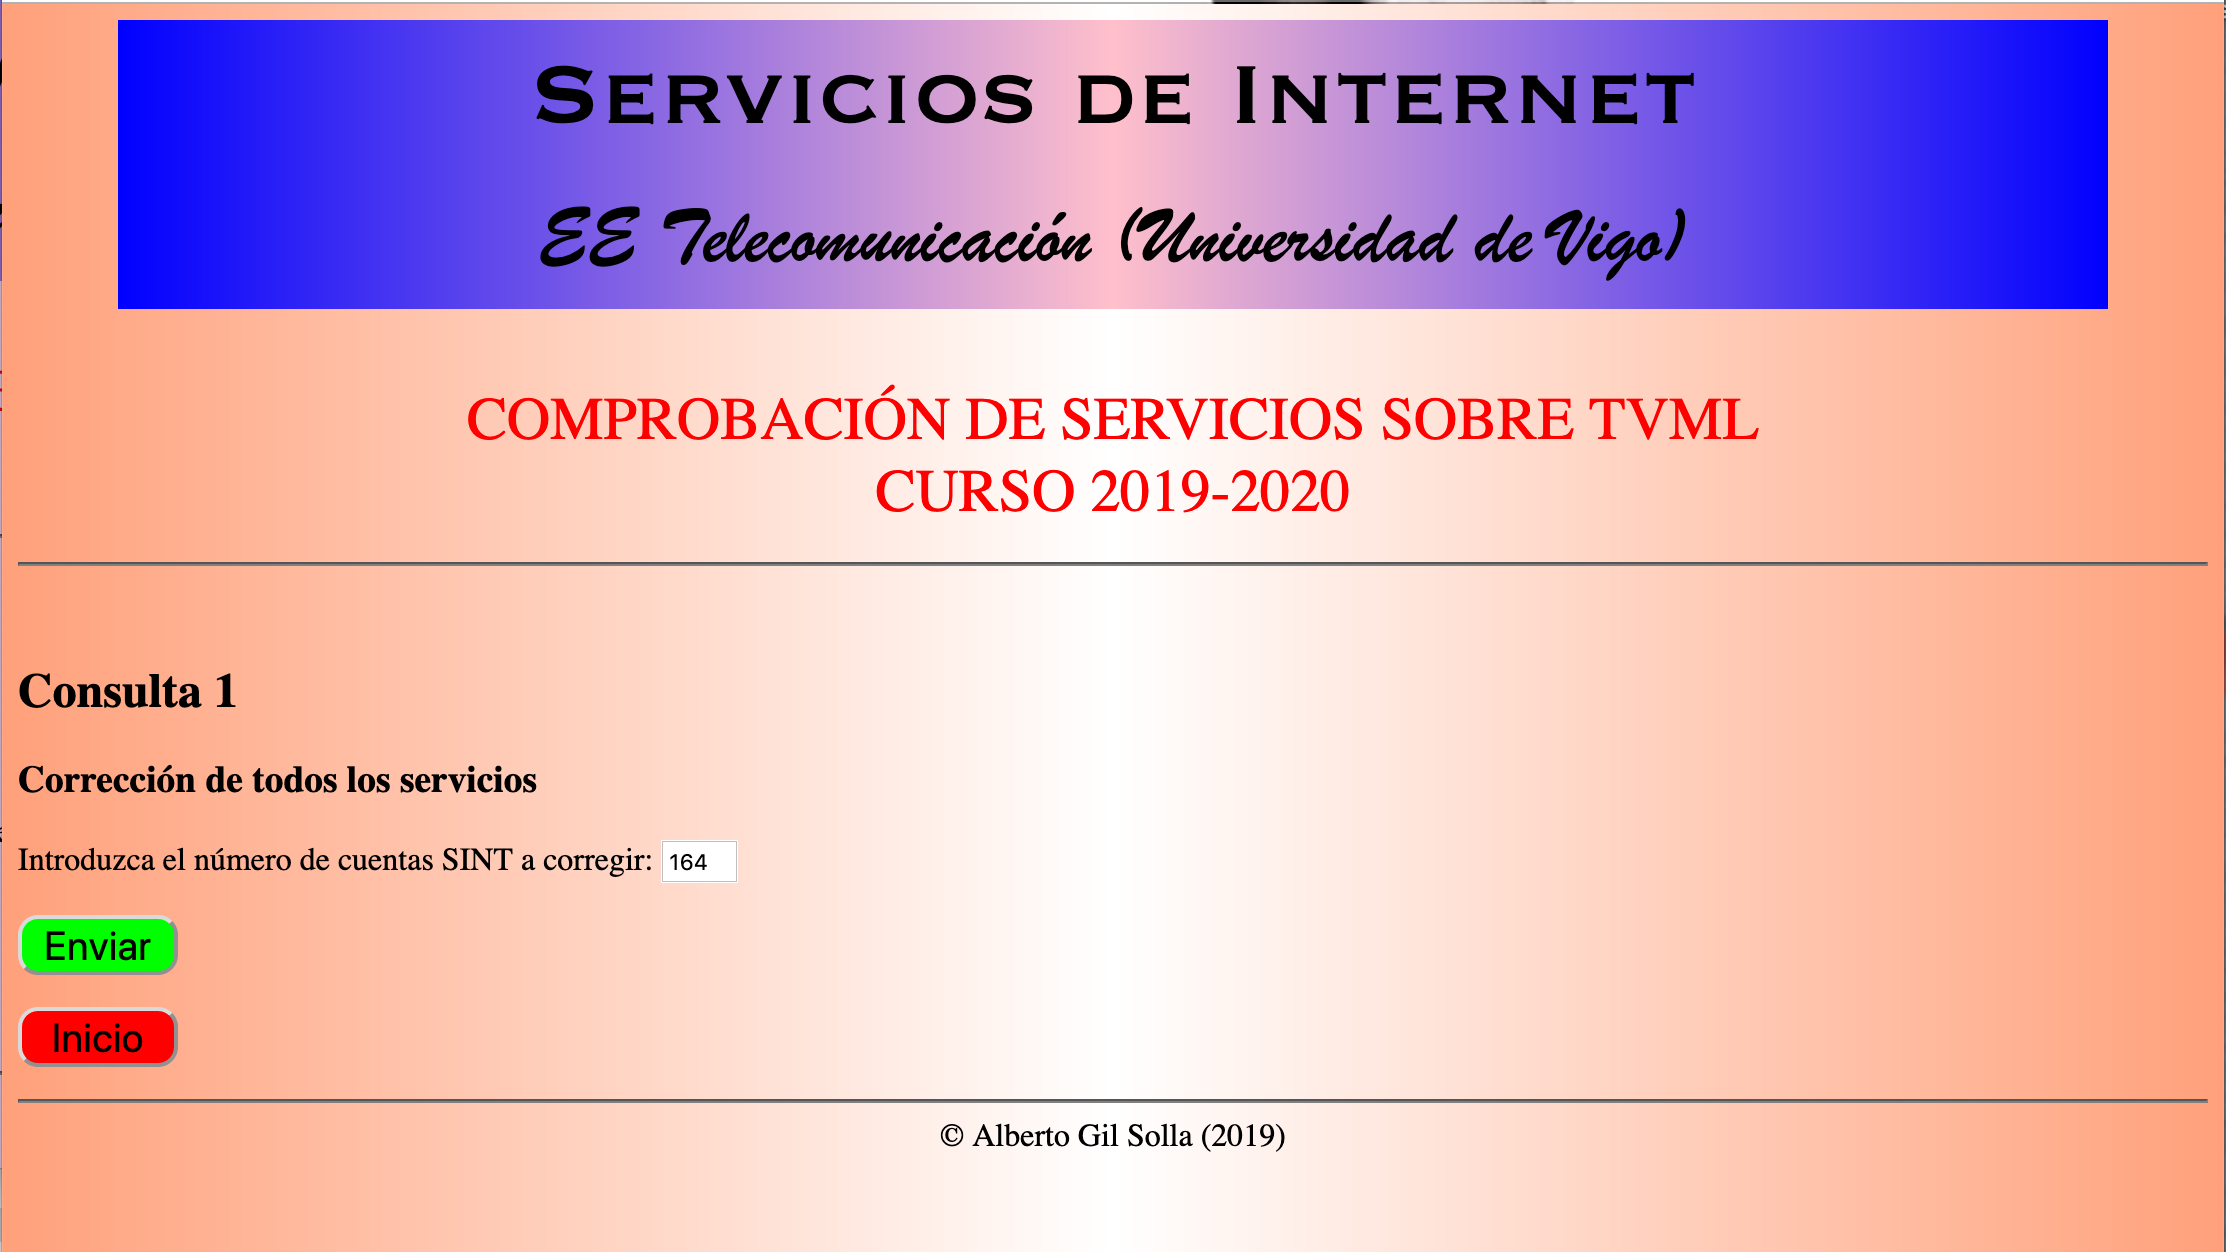 Servicios de Internet
EE Telecomunicación (Universidad de Vigo)
COMPROBACIÓN DE SERVICIOS SOBRE TVML
CURSO 2019-2020
Consulta 1
Corrección de todos los servicios
Introduzca el número de cuentas SINT a corregir: 164
Enviar
Inicio
© Alberto Gil Solla (2019)